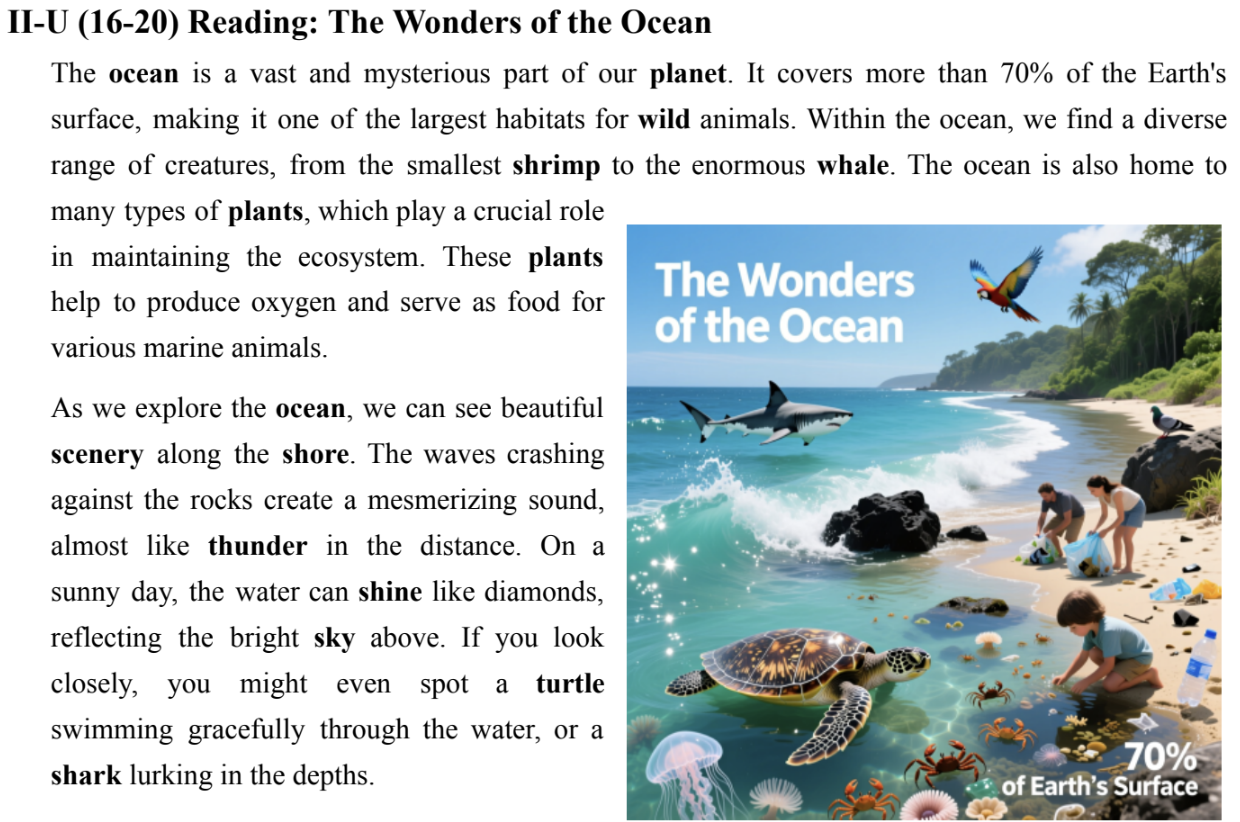 II-U (16-20) Reading: The Wonders of the Ocean
The ocean is a vast and mysterious part of our planet. It covers more than 70% of the Earth's
surface, making it one of the largest habitats for wild animals. Within the ocean, we find a diverse
range of creatures, from the smallest shrimp to the enormous whale. The ocean is also home to
many types of plants, which play a crucial role
in maintaining the ecosystem. These plants
help to produce oxygen and serve as food for
various marine animals.
As we explore the ocean, we can see beautiful
scenery along the shore. The waves crashing
against the rocks create a mesmerizing sound,
almost like thunder in the distance. On a
sunny day, the water can shine like diamonds,
reflecting the bright sky above. If you look
closely, you might even spot a turtle
swimming gracefully through the water, or a
shark lurking in the depths.
The Wonders
of the Ocean
70%
of Earth's Surface